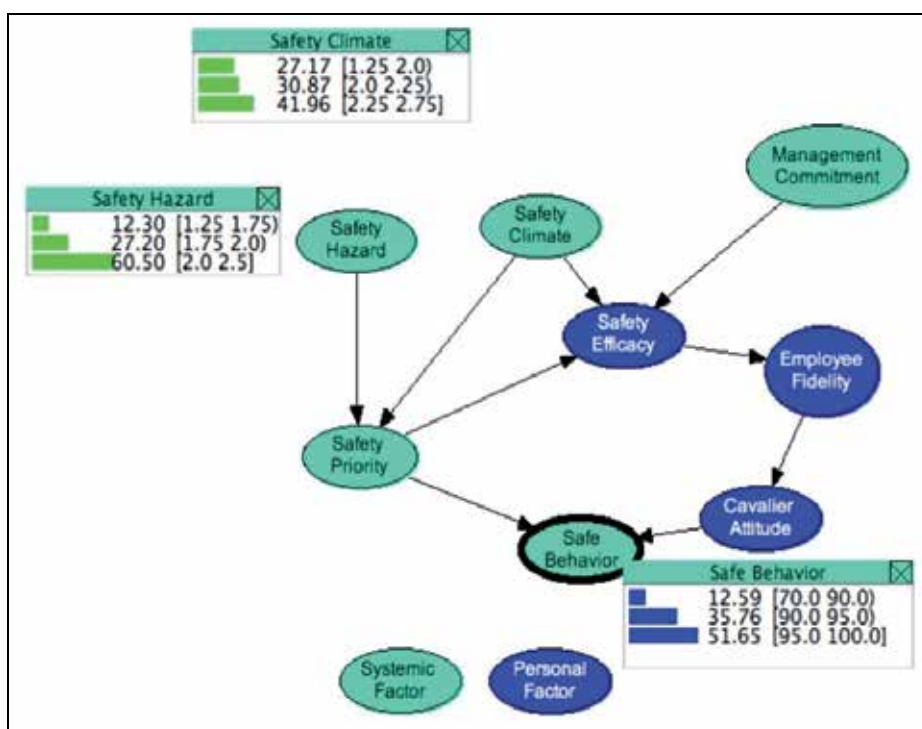 Safety Climate
27.17 [1.25 2.0)
30.87 [2.0 2.25)
41.96 [2.25 2.75]
Management
Commitment
Safety Hazard
12.30 [1.25 1.75)
27.20 [1.75 2.0)
60.50 [2.0 2.5]
Safety
Hazard
Safety
Climate
Safety
Efficacy
Employee
Fidelity
Safety
Priority
Cavalier
Attitude
Safe
Behavior
Safe Behavior
12.59 [70.0 90.0)
35.76 [90.0 95.0)
51.65 [95.0 100.0]
Systemic
Factor
Personal
Factor